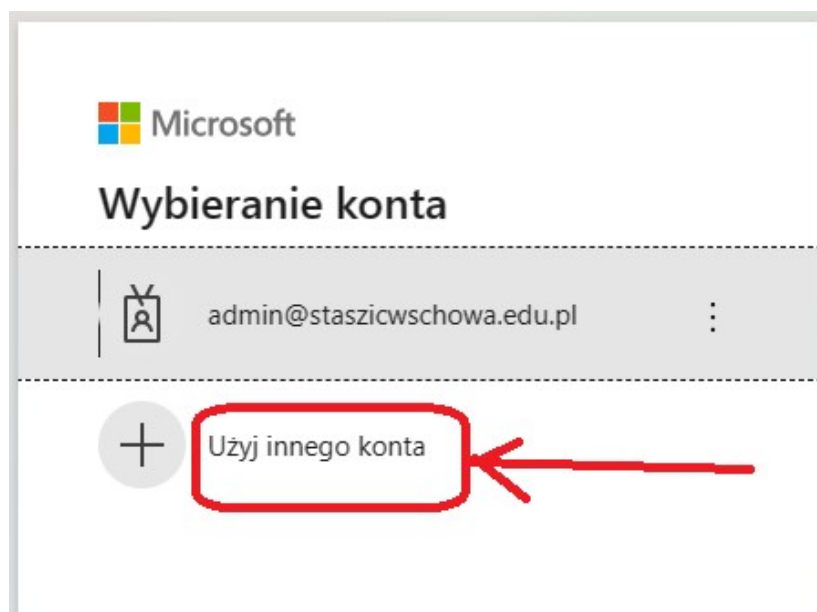 Microsoft
Wybieranie konta
admin@staszicwschowa.edu.pl
Użyj innego konta